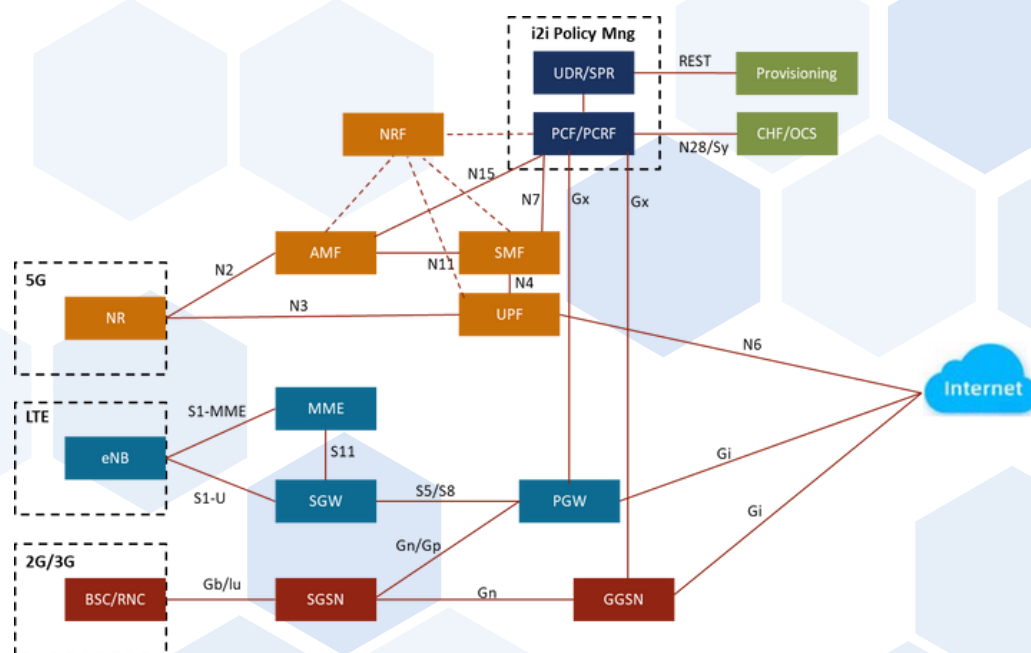 i2i Policy Mng
UDR/SPR
REST
Provisioning
NRF
PCF/PCRF
N28/Sy
CHF/OCS
N15
N7
Gx
Gx
AMF
N11
SMF
N2
N4
5G
NR
N3
UPF
N6
Internet
LTE
S1-MME
MME
eNB
S11
S1-U
SGW
S5/S8
PGW
Gi
Gi
Gn/Gp
2G/3G
BSC/RNC
Gb/Iu
SGSN
Gn
GGSN